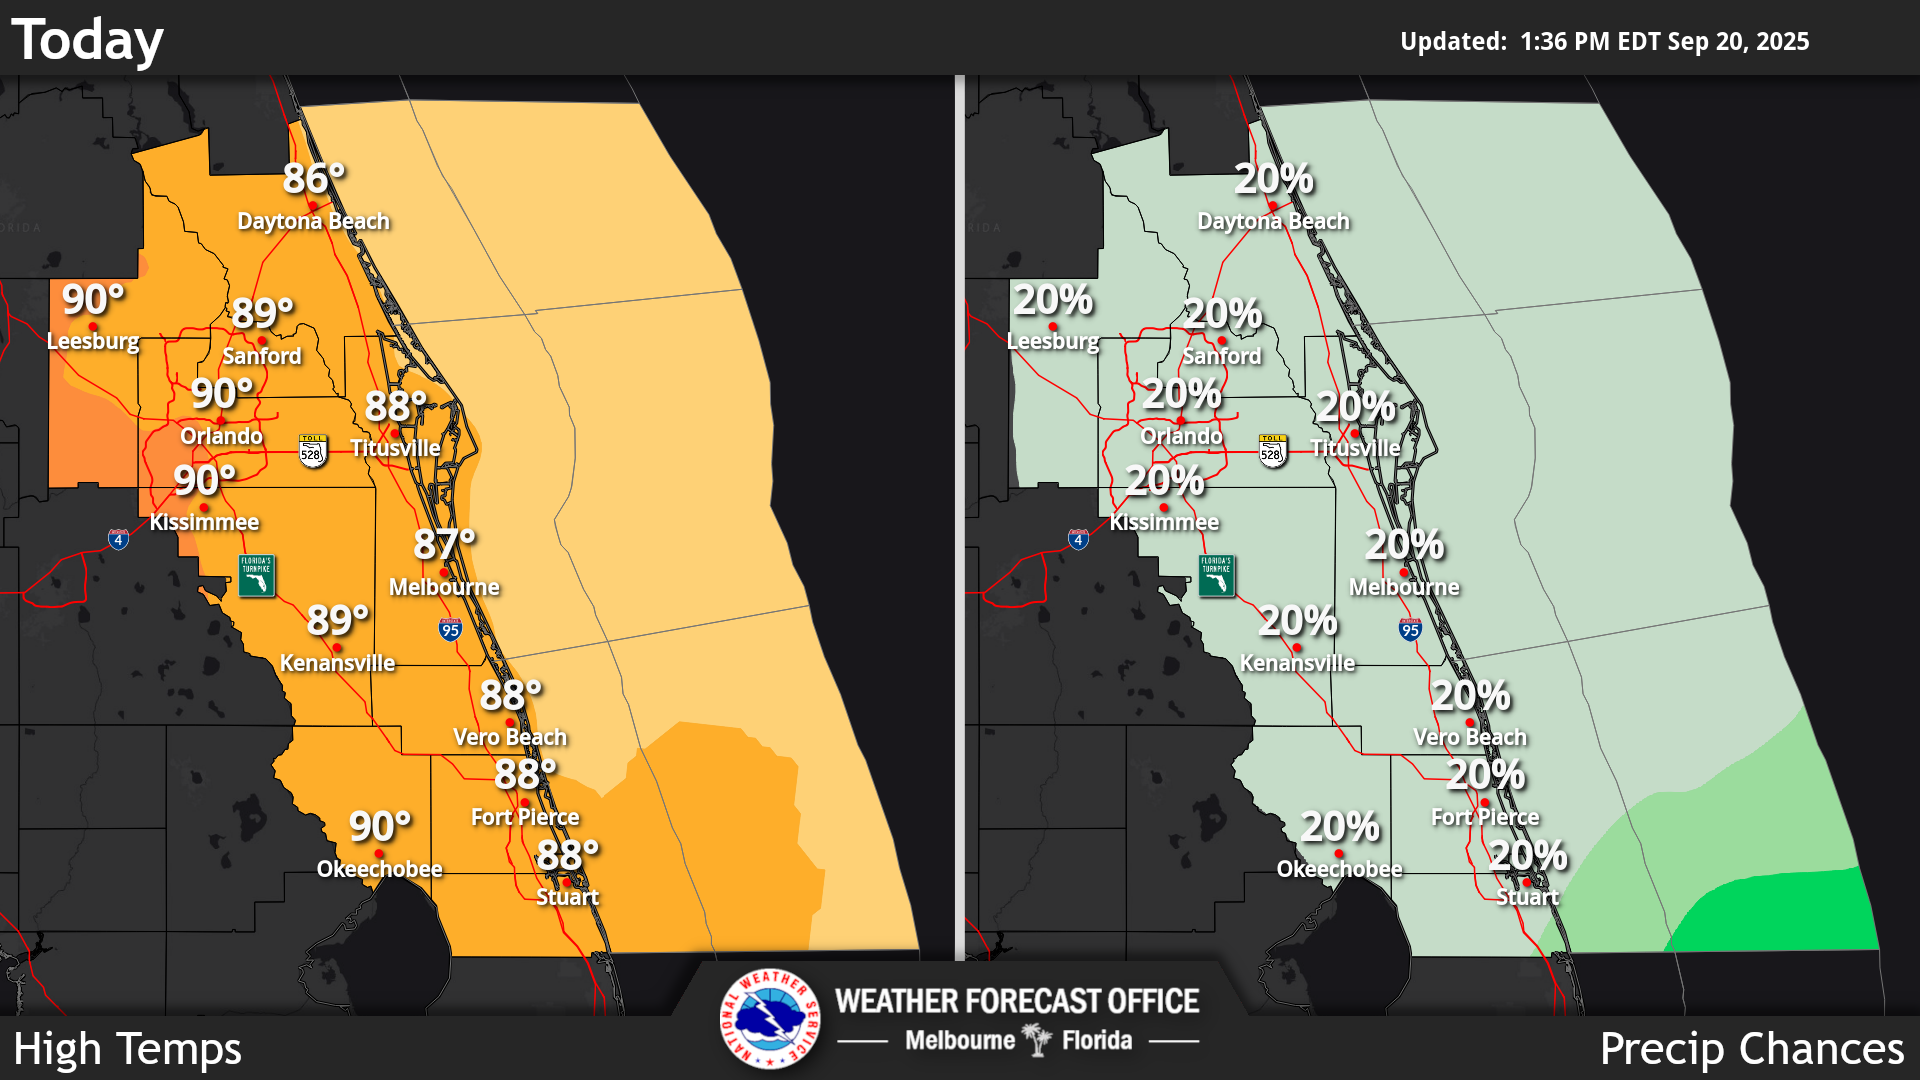 Today
Updated:  1:36 PM EDT Sep 20, 2025
86°
Daytona Beach
90°
Leesburg
89°
Sanford
90°
Orlando
88°
Titusville
TOLL
528
90°
Kissimmee
4
FLORIDA'S
TURNPIKE
87°
Melbourne
89°
Kenansville
95
88°
Vero Beach
88°
Fort Pierce
90°
Okeechobee
88°
Stuart
20%
Daytona Beach
RIDA
20%
Leesburg
20%
Sanford
20%
Orlando
20%
Titusville
TOLL
528
20%
Kissimmee
4
FLORIDA'S
TURNPIKE
20%
Melbourne
20%
Kenansville
95
20%
Vero Beach
20%
Fort Pierce
20%
Okeechobee
20%
Stuart
High Temps
NATIONAL WEATHER SERVICE
WEATHER FORECAST OFFICE
Melbourne Florida
Precip Chances